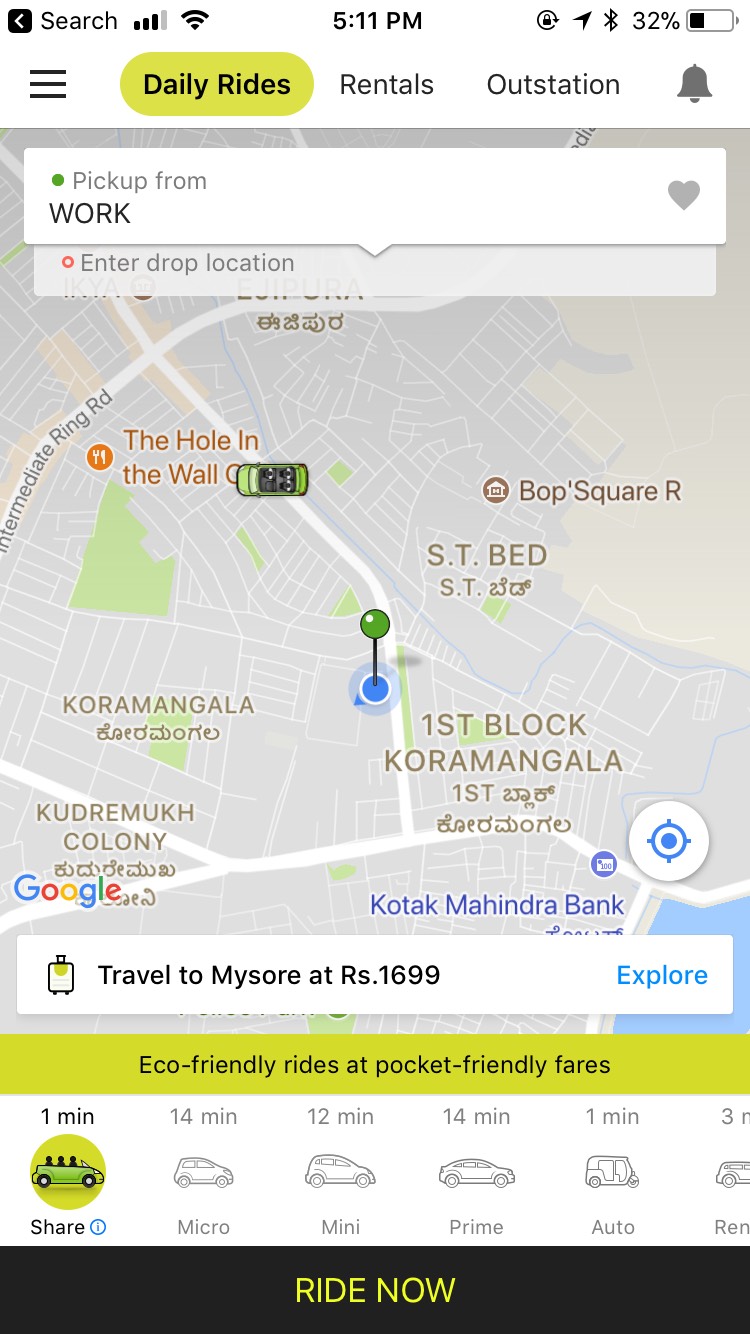 Search 5:11 PM 32%
Daily Rides Rentals Outstation
Pickup from
WORK
Enter drop location
EJIPURA
ಈಜಿಪುರ
Intermediate Ring Rd
The Hole In
the Wall
Bop'Square R
S.T. BED
S.T. ಬೆಡ್
KORAMANGALA
ಕೋರಮಂಗಲ
1ST BLOCK
KORAMANGALA
1ST ಬ್ಲಾಕ್
ಕೋರಮಂಗಲ
KUDREMUKH
COLONY
ಕುದುರೇಮುಖ
Google
100
Kotak Mahindra Bank
Travel to Mysore at Rs.1699 Explore
Eco-friendly rides at pocket-friendly fares
1 min 14 min 12 min 14 min 1 min 3 m
Share Micro Mini Prime Auto Ren
RIDE NOW